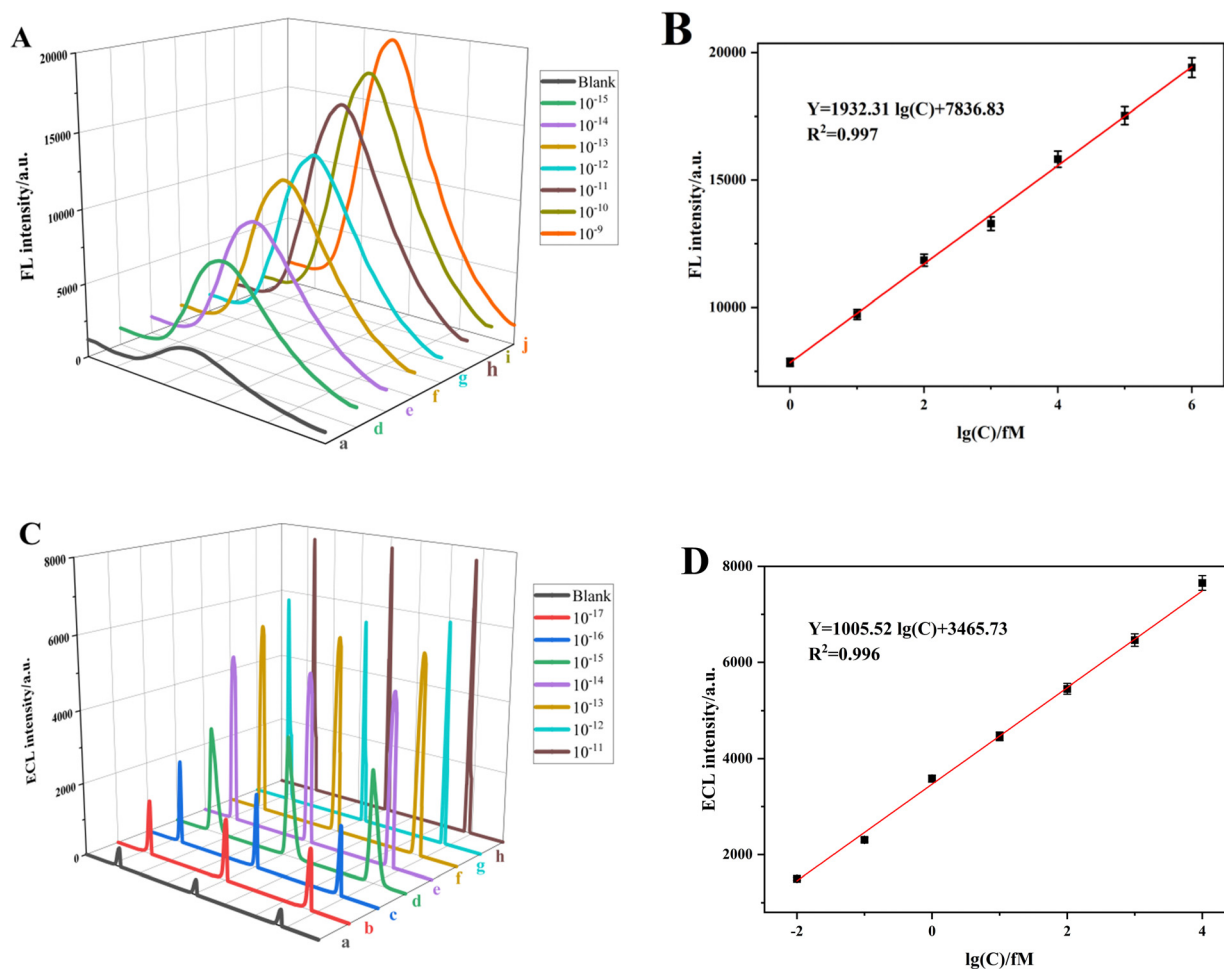 A
20000
15000
10000
5000
0
FL intensity/a.u.
Blank
10⁻¹⁵
10⁻¹⁴
10⁻¹³
10⁻¹²
10⁻¹¹
10⁻¹⁰
10⁻⁹
a
d
e
f
g
h
i
j
B
20000
15000
10000
FL intensity/a.u.
Y=1932.31 lg(C)+7836.83
R²=0.997
0 2 4 6
lg(C)/fM
C
8000
6000
4000
2000
0
ECL intensity/a.u.
Blank
10⁻¹⁷
10⁻¹⁶
10⁻¹⁵
10⁻¹⁴
10⁻¹³
10⁻¹²
10⁻¹¹
a
b
c
d
e
f
g
h
D
8000
6000
4000
2000
ECL intensity/a.u.
Y=1005.52 lg(C)+3465.73
R²=0.996
-2 0 2 4
lg(C)/fM